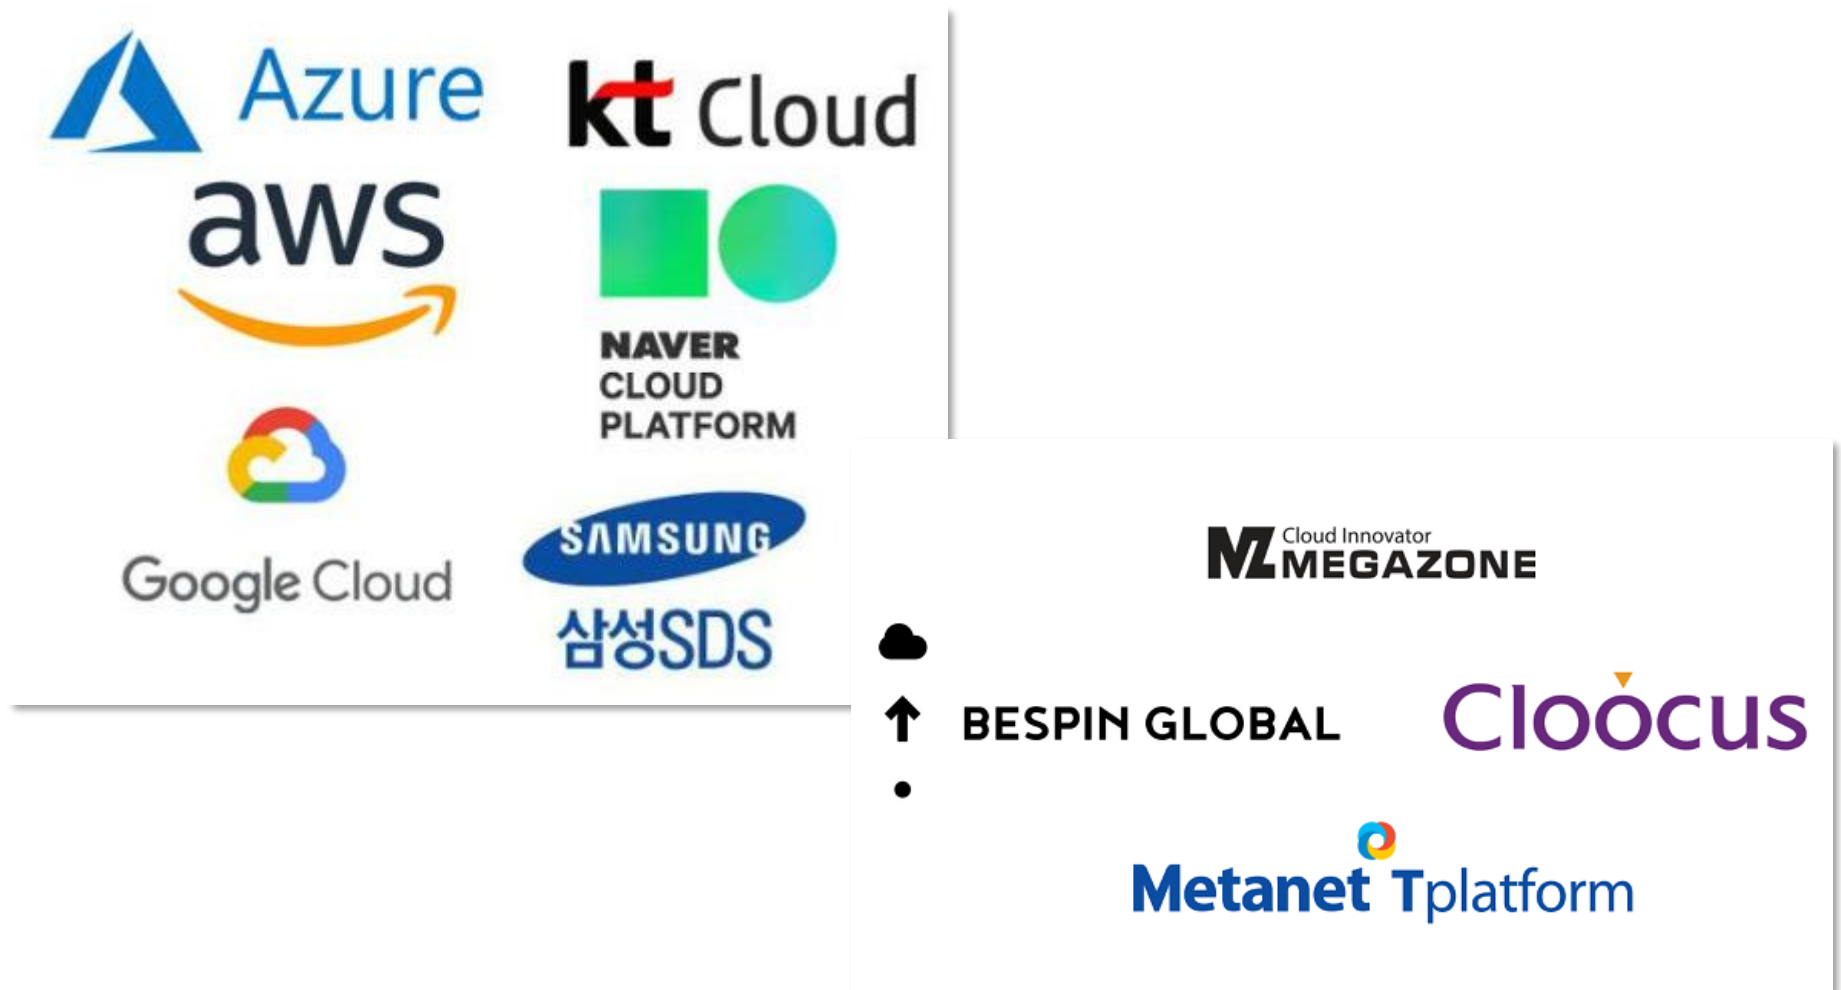 Azure
kt Cloud
aws
NAVER
CLOUD
PLATFORM
Google Cloud
SAMSUNG
삼성SDS
MZ Cloud Innovator
MEGAZONE
BESPIN GLOBAL
Cloocus
Metanet Tplatform